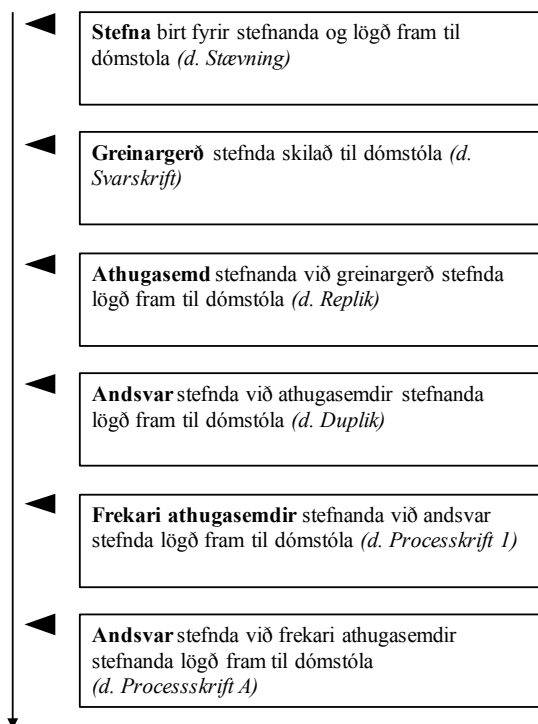 Stefna birt fyrir stefnanda og lögð fram til
dómstola (d. Stævning)
Greinargerð stefnda skilað til dómstóla (d.
Svarskrift)
Athugasemd stefnanda við greinargerð stefnda
lögð fram til dómstóla (d. Replik)
Andsvar stefnda við athugasemdir stefnanda
lögð fram til dómstóla (d. Duplik)
Frekari athugasemdir stefnanda við andsvar
stefnda lögð fram til dómstóla (d. Processkrift 1)
Andsvar stefnda við frekari athugasemdir
stefnanda lögð fram til dómstóla
(d. Processskrift A)